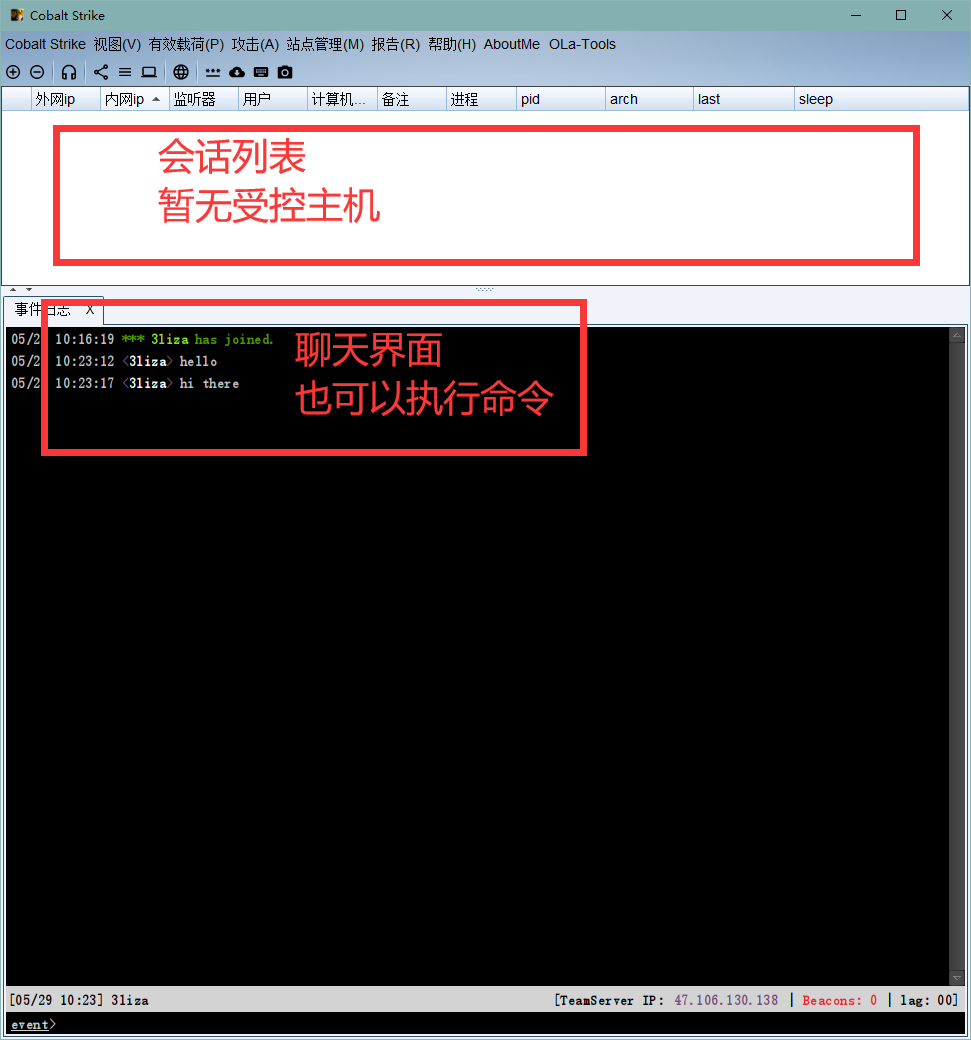 Cobalt Strike
Cobalt Strike 视图(V) 有效载荷(P) 攻击(A) 站点管理(M) 报告(R) 帮助(H) AboutMe OLa-Tools
外网ip 内网ip 监听器 用户 计算机... 备注 进程 pid arch last sleep
会话列表
暂无受控主机
事件日志 X
05/2 10:16:19 *** 3liza has joined.
05/2 10:23:12 <3liza> hello
05/2 10:23:17 <3liza> hi there
聊天界面
也可以执行命令
[05/29 10:23] 3liza [TeamServer IP: 47.106.130.138 | Beacons: 0 | lag: 00]
event>